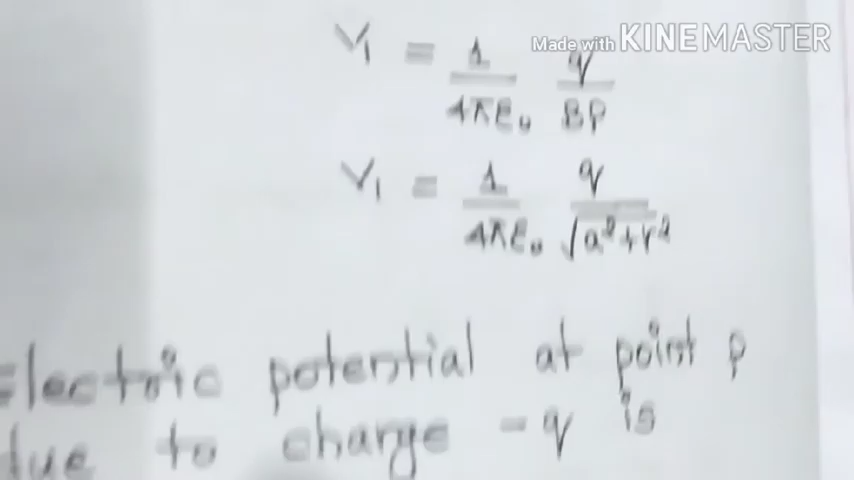 Made with KINEMASTER
V₁ = 1/4πε₀ q/BP
V₁ = 1/4πε₀ q/√a²+r²
Electric potential at point P
due to charge -q is